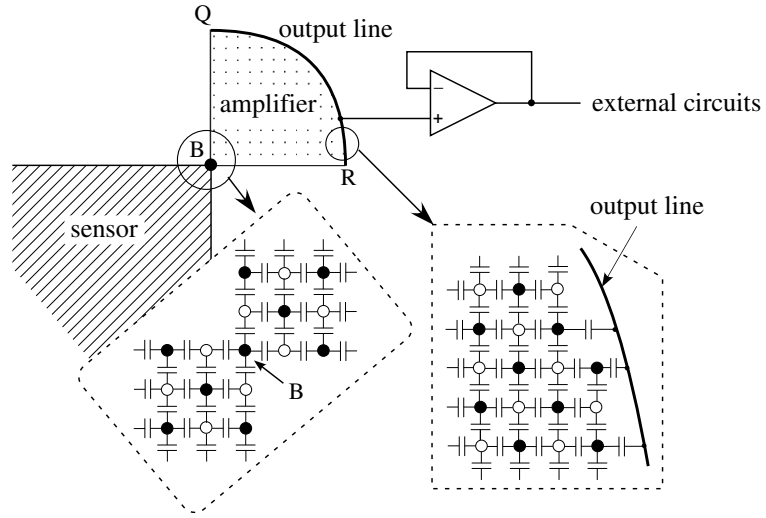 Q
output line
amplifier
−
+
external circuits
B
R
sensor
output line
B